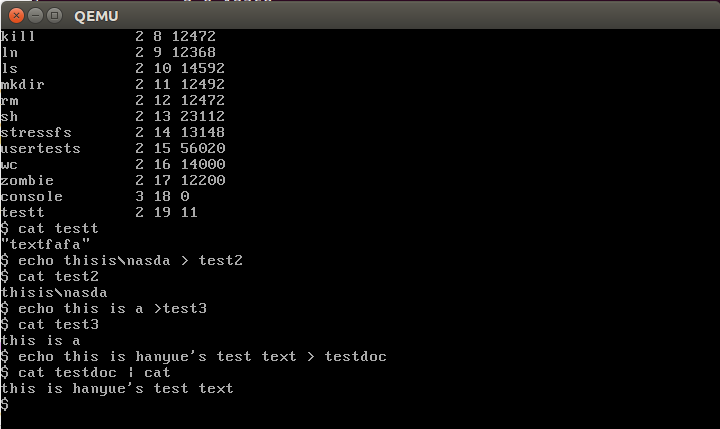 QEMU
kill 2 8 12472
ln 2 9 12368
ls 2 10 14592
mkdir 2 11 12492
rm 2 12 12472
sh 2 13 23112
stressfs 2 14 13148
usertests 2 15 56020
wc 2 16 14000
zombie 2 17 12200
console 3 18 0
testt 2 19 11
$ cat testt
"textfafa"
$ echo thisis\nasda > test2
$ cat test2
thisis\nasda
$ echo this is a >test3
$ cat test3
this is a
$ echo this is hanyue's test text > testdoc
$ cat testdoc | cat
this is hanyue's test text
$